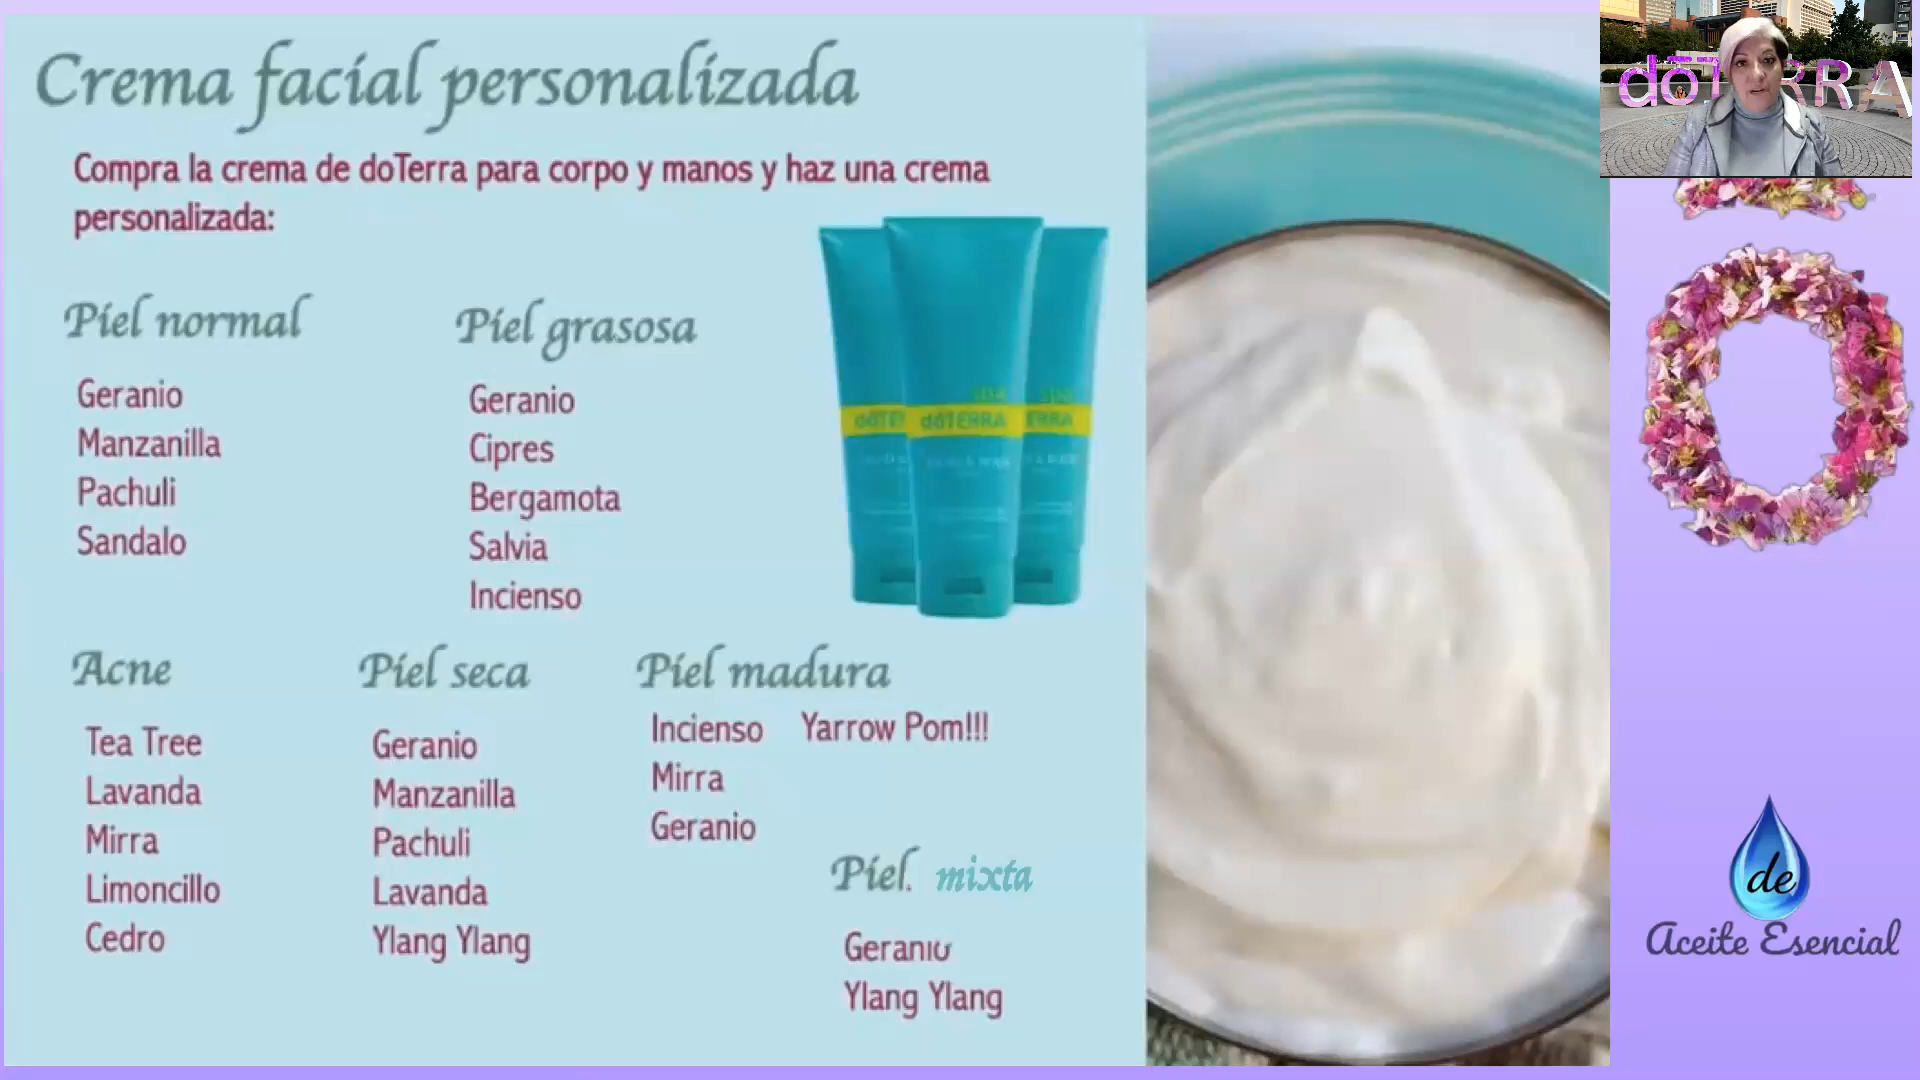 Crema facial personalizada
Compra la crema de doTerra para corpo y manos y haz una crema
personalizada:
Piel normal
Geranio
Manzanilla
Pachuli
Sandalo
Piel grasosa
Geranio
Cipres
Bergamota
Salvia
Incienso
spa
dōTERRA
Acne
Tea Tree
Lavanda
Mirra
Limoncillo
Cedro
Piel seca
Geranio
Manzanilla
Pachuli
Lavanda
Ylang Ylang
Piel madura
Incienso Yarrow Pom!!!
Mirra
Geranio
Piel. mixta
Geranio
Ylang Ylang
de
Aceite Esencial